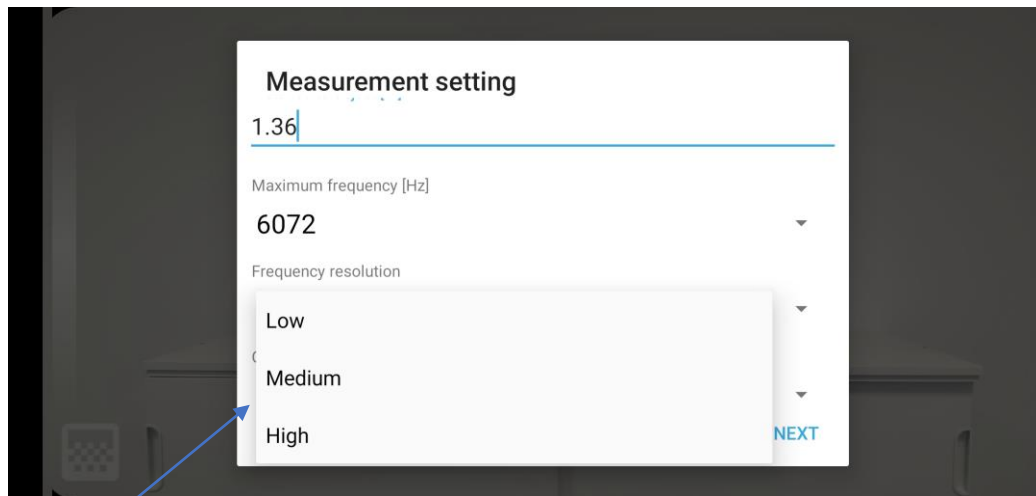 Measurement setting
1.36
Maximum frequency [Hz]
6072
Frequency resolution
Low
Medium
High
NEXT